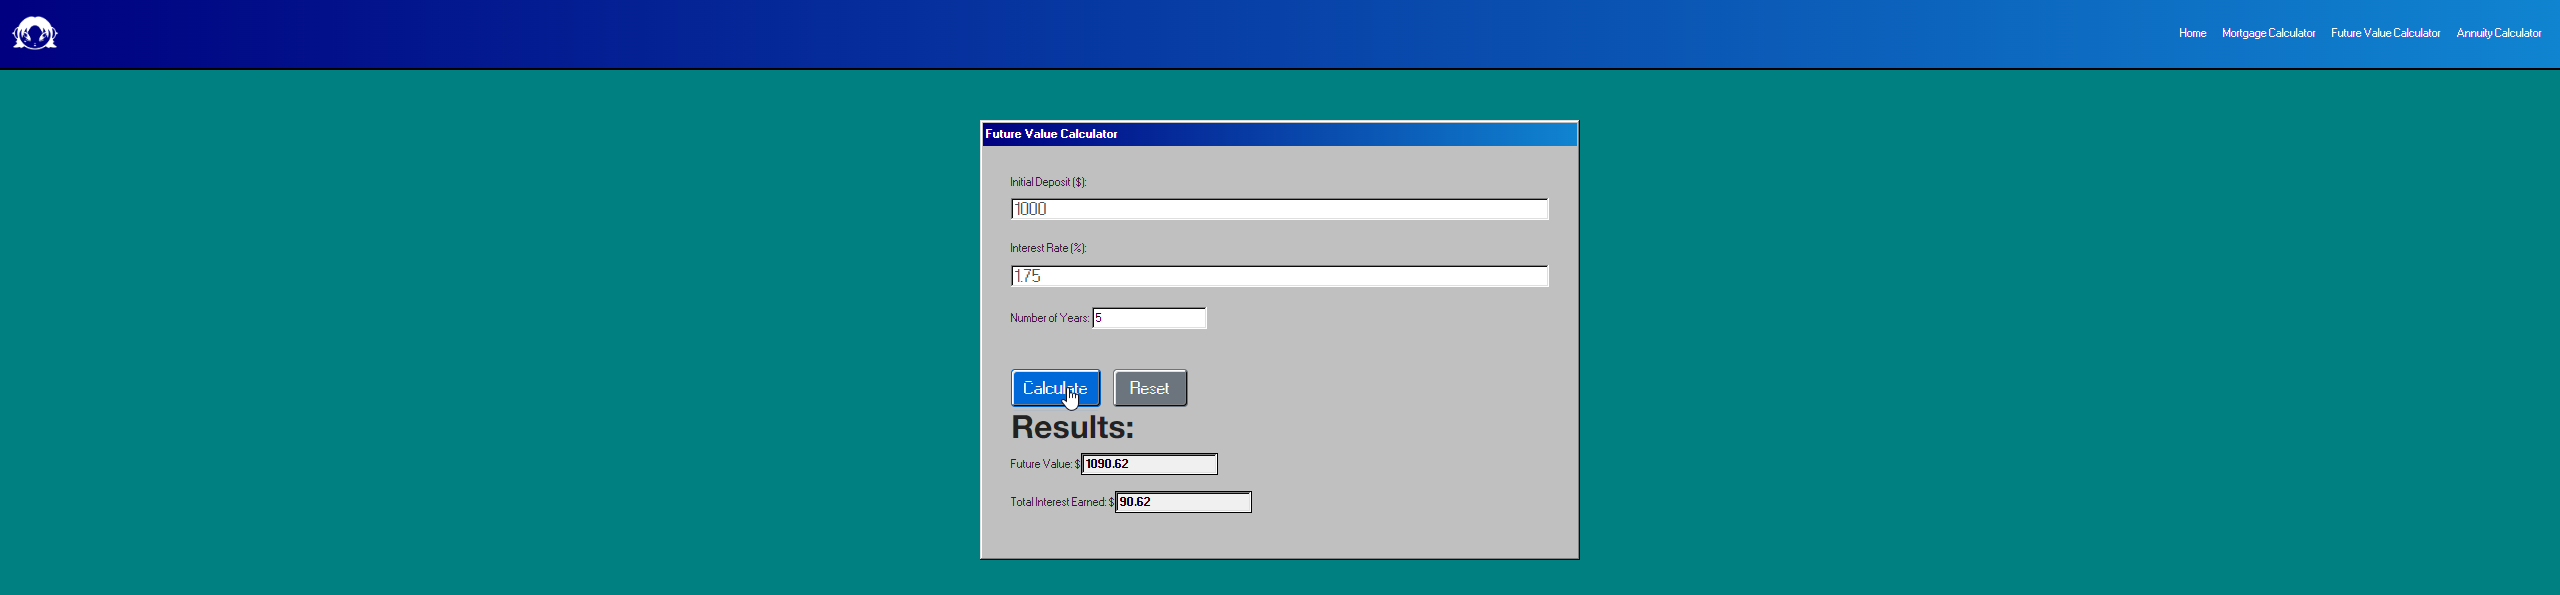 Home Mortgage Calculator Future Value Calculator Annuity Calculator
Future Value Calculator
Initial Deposit ($):
1000
Interest Rate (%):
1.75
Number of Years: 5
Calculate Reset
Results:
Future Value: $ 1090.62
Total Interest Earned: $ 90.62